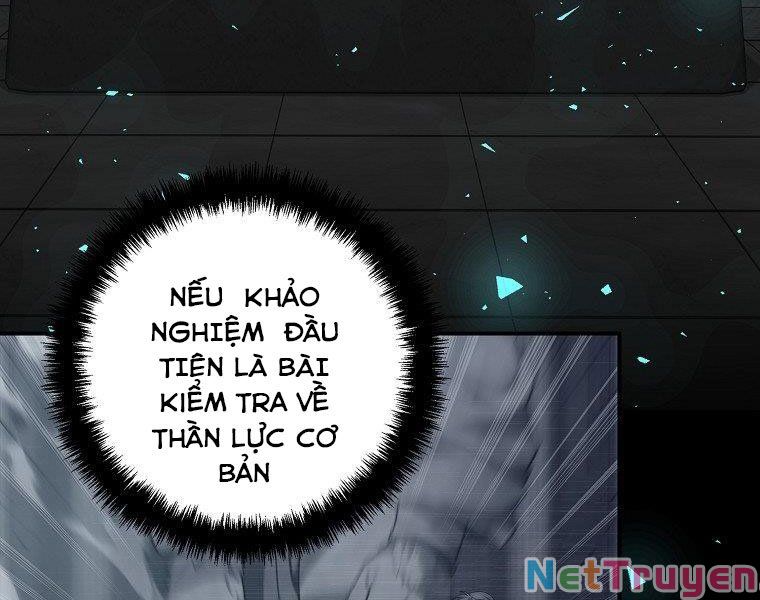 NẾU KHẢO
NGHIỆM ĐẦU
TIÊN LÀ BÀI
KIỂM TRA VỀ
THẦN LỰC CƠ
BẢN
NetTruyen